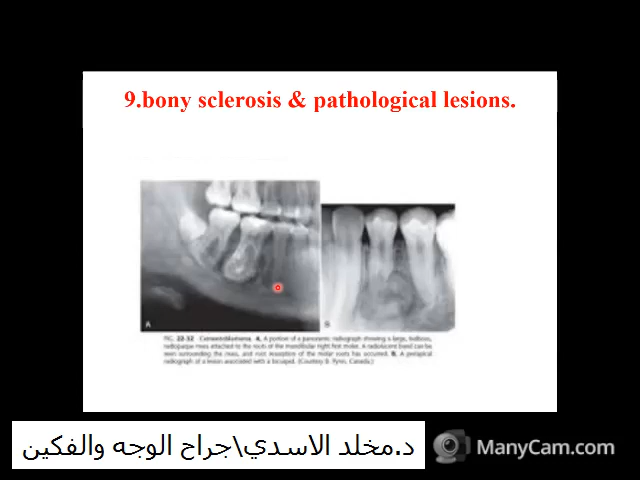 9.bony sclerosis & pathological lesions.
A
B
FIG. 22-32 Cementoblastoma. A, A portion of a panoramic radiograph showing a large, bulbous,
radiopaque mass attached to the roots of the mandibular right first molar. A radiolucent band can be
seen surrounding the mass, and root resorption of the molar roots has occurred. B, A periapical
radiograph of a lesion associated with a bicuspid. (Courtesy B. Pynn, Canada.)
د.مخلد الاسدي\جراح الوجه والفكين
ManyCam.com